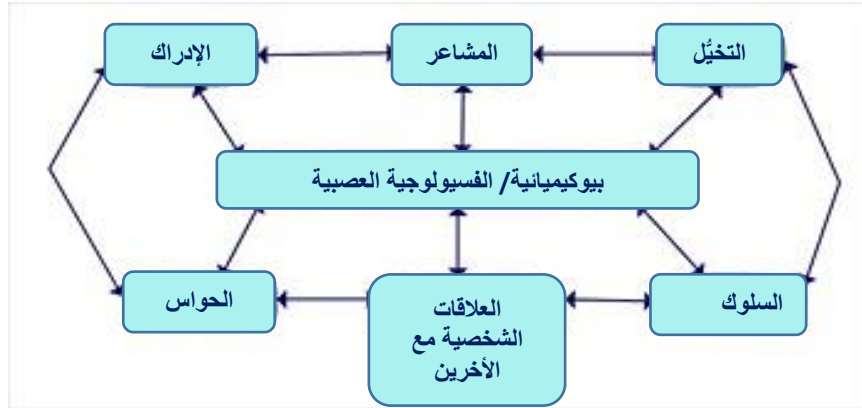 التخيُّل
المشاعر
الإدراك
بيوكيميائية/ الفسيولوجية العصبية
السلوك
العلاقات
الشخصية مع
الأخرين
الحواس